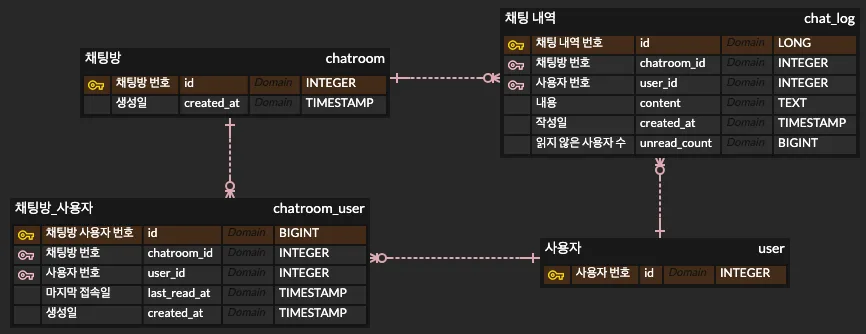 채팅방 chatroom
채팅방 번호 id Domain INTEGER
생성일 created_at Domain TIMESTAMP
채팅 내역 chat_log
채팅 내역 번호 id Domain LONG
채팅방 번호 chatroom_id Domain INTEGER
사용자 번호 user_id Domain INTEGER
내용 content Domain TEXT
작성일 created_at Domain TIMESTAMP
읽지 않은 사용자 수 unread_count Domain BIGINT
채팅방_사용자 chatroom_user
채팅방 사용자 번호 id Domain BIGINT
채팅방 번호 chatroom_id Domain INTEGER
사용자 번호 user_id Domain INTEGER
마지막 접속일 last_read_at Domain TIMESTAMP
생성일 created_at Domain TIMESTAMP
사용자 user
사용자 번호 id Domain INTEGER